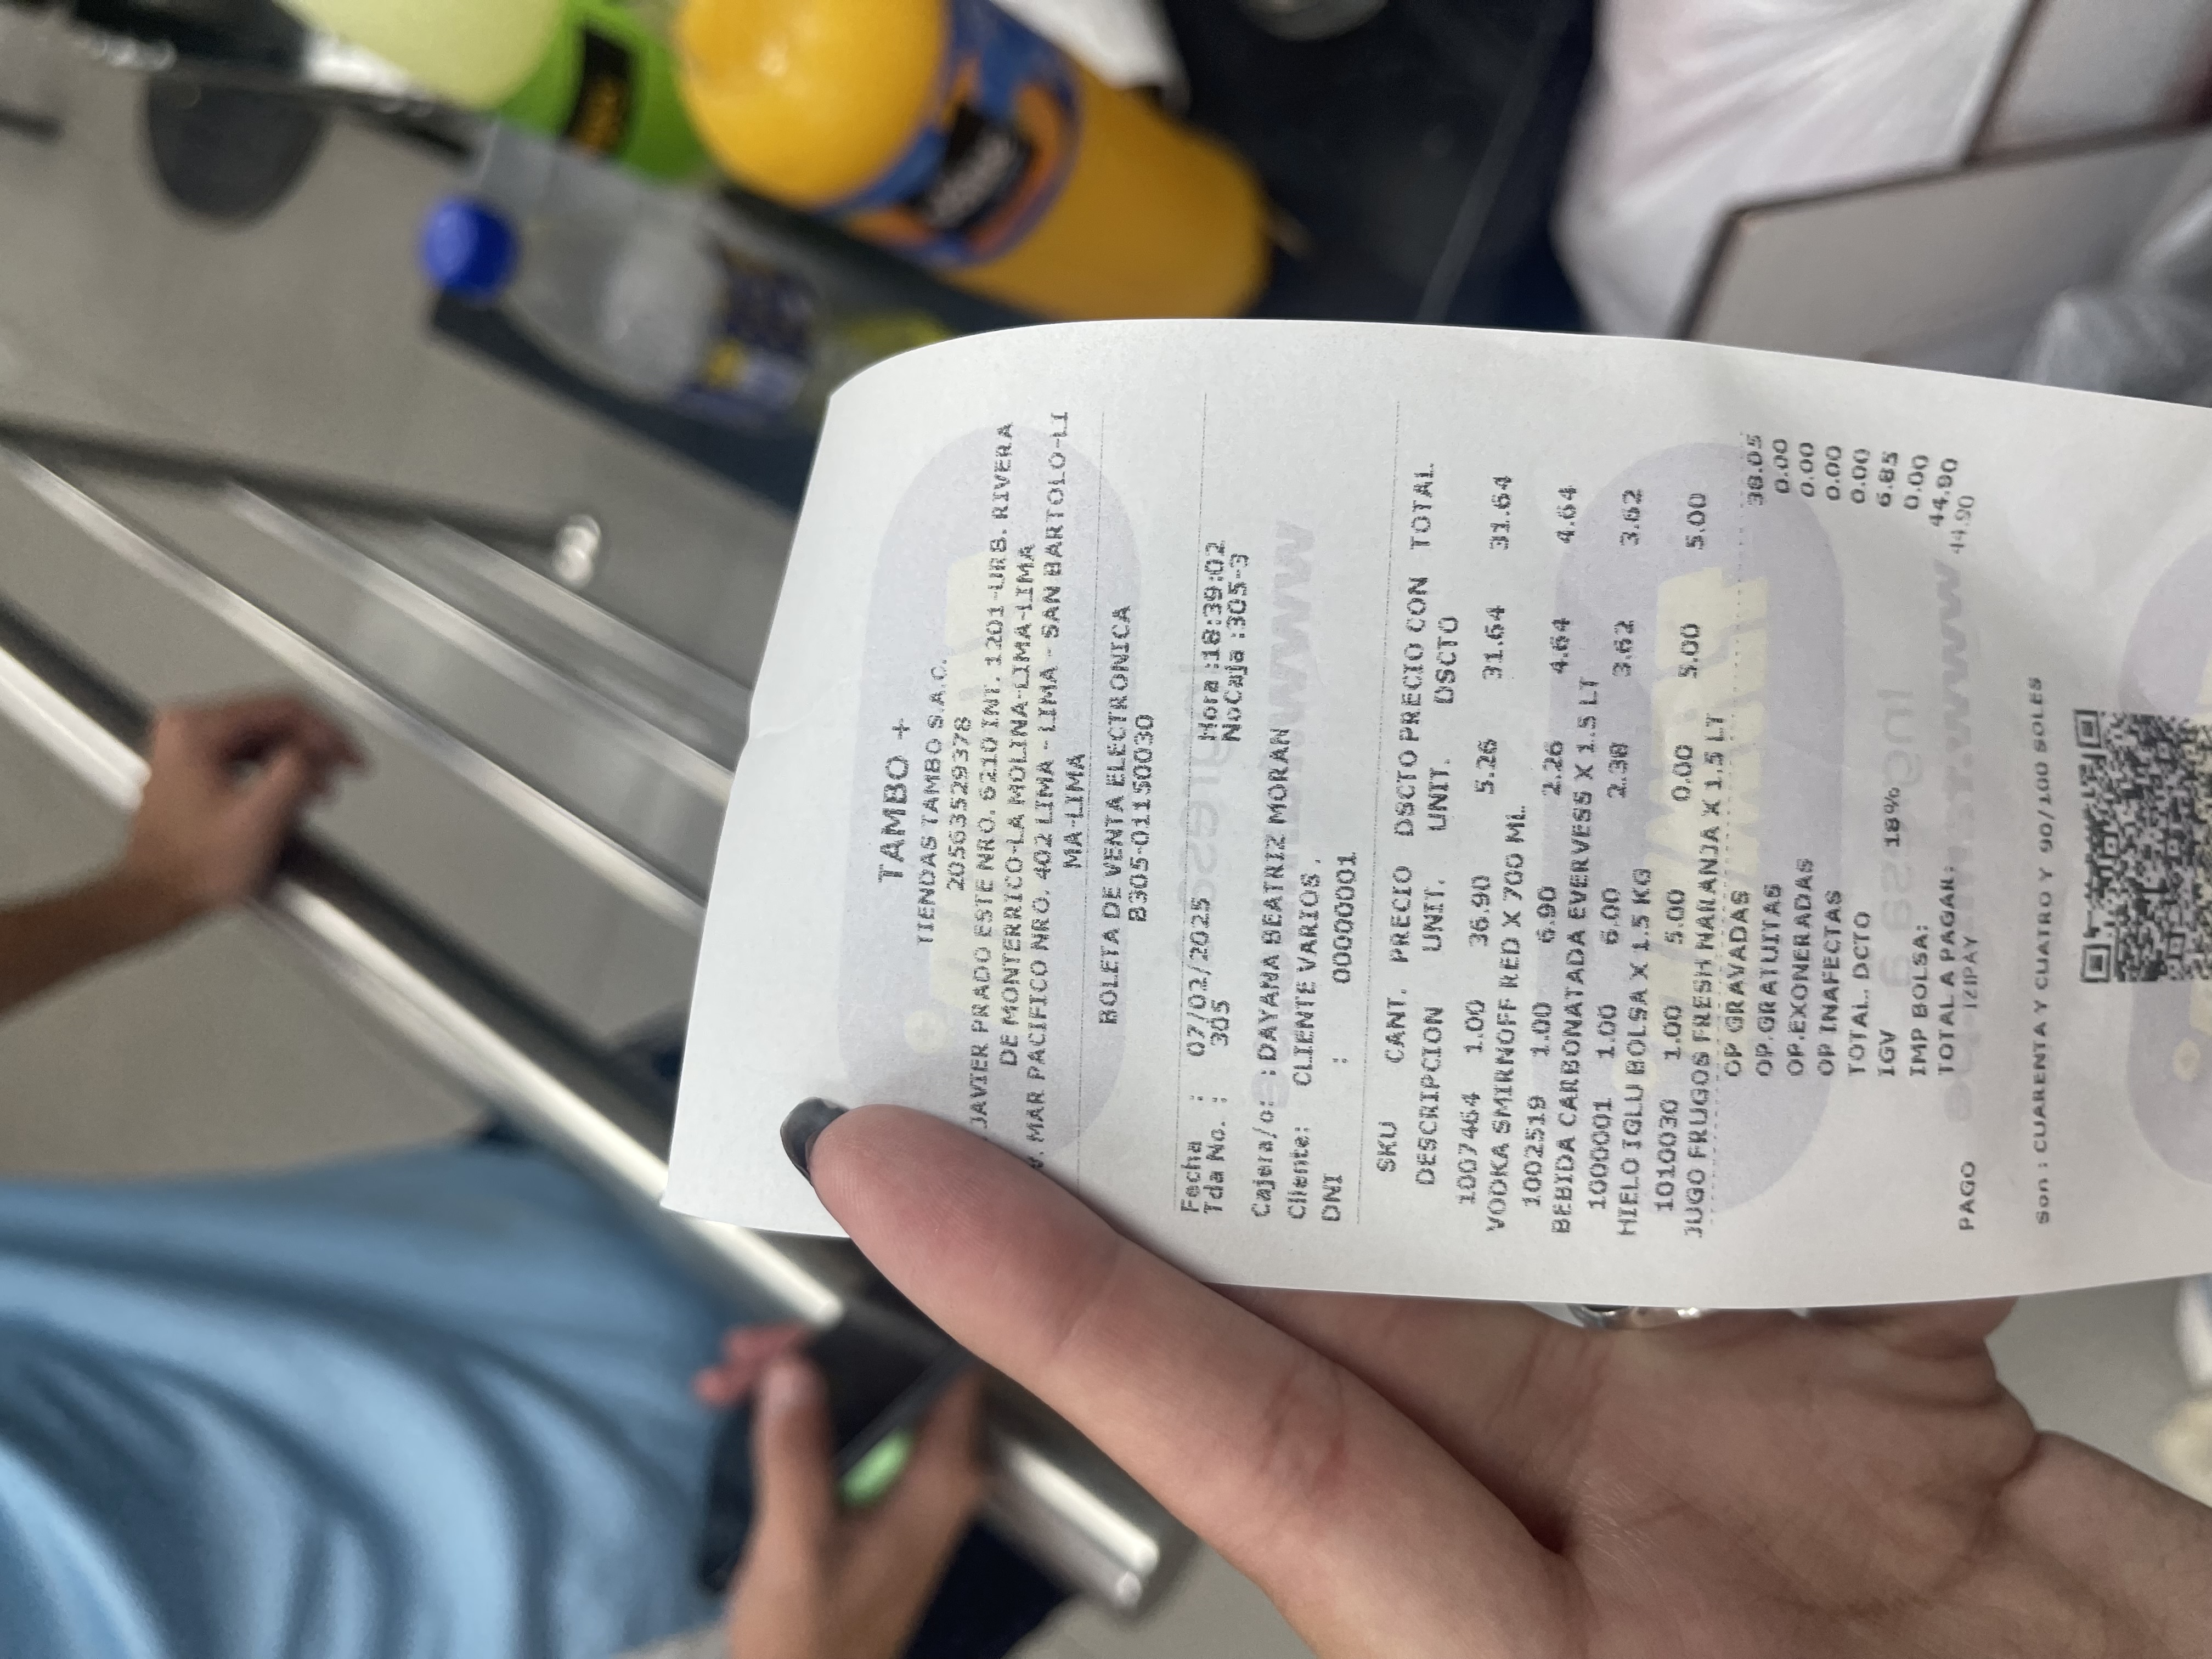 TAMBO +
TIENDAS TAMBO S.A.C.
20563529378
JAVIER PRADO ESTE NRO. 6210 INT. 1201-URB. RIVERA
DE MONTERRICO-LA MOLINA-LIMA-LIMA
V. MAR PACIFICO NRO. 402 LIMA - LIMA - SAN BARTOLO-LI
MA-LIMA
BOLETA DE VENTA ELECTRONICA
B305-01150030
Fecha : 07/02/2025 Hora :18:39:02
Tda No. : 305 NoCaja :305-3
Cajera/o: : DAYANA BEATRIZ MORAN
Cliente: CLIENTE VARIOS .
DNI : 00000001
SKU CANT. PRECIO DSCTO PRECIO CON TOTAL
DESCRIPCION UNIT. UNIT. DSCTO
1007464 1.00 36.90 5.26 31.64 31.64
VODKA SMIRNOFF RED X 700 ML
1002519 1.00 6.90 2.26 4.64 4.64
BEBIDA CARBONATADA EVERVESS X 1.5 LT
1000001 1.00 6.00 2.38 3.62 3.62
HIELO IGLU BOLSA X 1.5 KG
1010030 1.00 5.00 0.00 5.00 5.00
JUGO FRUGOS FRESH NARANJA X 1.5 LT
OP GRAVADAS 38.05
OP.GRATUITAS 0.00
OP.EXONERADAS 0.00
OP INAFECTAS 0.00
TOTAL. DCTO 0.00
IGV 18% 6.85
IMP BOLSA: 0.00
TOTAL A PAGAR: 44.90
PAGO IZIPAY 44.90
Son : CUARENTA Y CUATRO Y 90/100 SOLES